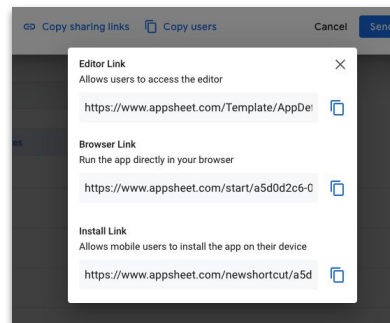 Copy sharing links
Copy users
Cancel
Send
Editor Link
Allows users to access the editor
https://www.appsheet.com/Template/AppDef
Browser Link
Run the app directly in your browser
https://www.appsheet.com/start/a5d0d2c6-0
Install Link
Allows mobile users to install the app on their device
https://www.appsheet.com/newshortcut/a5d